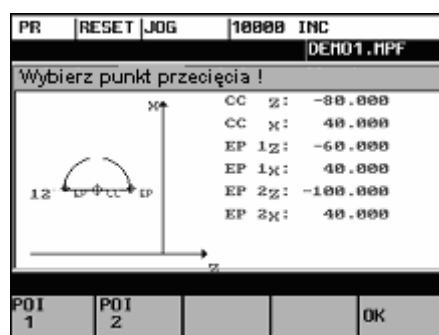 PR RESET JOG 10000 INC
DEMO1.MPF
Wybierz punkt przecięcia !
X
CC Z: -80.000
CC X: 40.000
EP 1Z: -60.000
EP 1X: 40.000
EP 2Z: -100.000
EP 2X: 40.000
12 EP CC EP
Z
POI 1 POI 2 OK